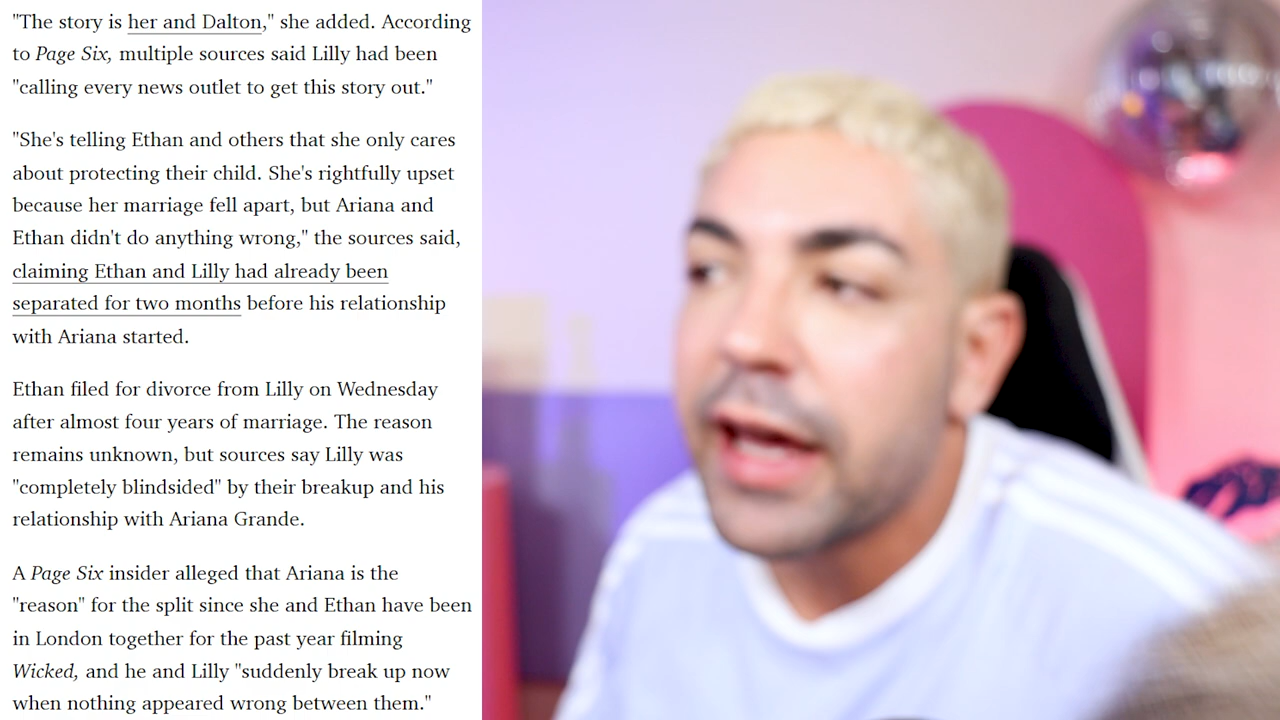 "The story is her and Dalton," she added. According
to Page Six, multiple sources said Lilly had been
"calling every news outlet to get this story out."
"She's telling Ethan and others that she only cares
about protecting their child. She's rightfully upset
because her marriage fell apart, but Ariana and
Ethan didn't do anything wrong," the sources said,
claiming Ethan and Lilly had already been
separated for two months before his relationship
with Ariana started.
Ethan filed for divorce from Lilly on Wednesday
after almost four years of marriage. The reason
remains unknown, but sources say Lilly was
"completely blindsided" by their breakup and his
relationship with Ariana Grande.
A Page Six insider alleged that Ariana is the
"reason" for the split since she and Ethan have been
in London together for the past year filming
Wicked, and he and Lilly "suddenly break up now
when nothing appeared wrong between them."